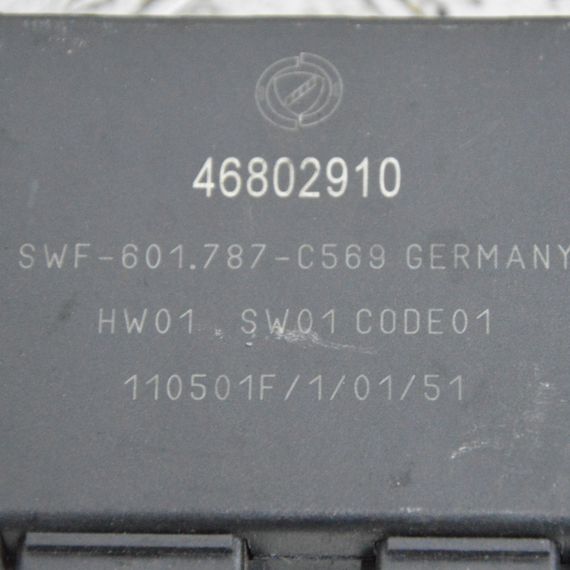 46802910
SWF-601.787-C569 GERMANY
HW01 SW01 CODE01
110501F/1/01/51